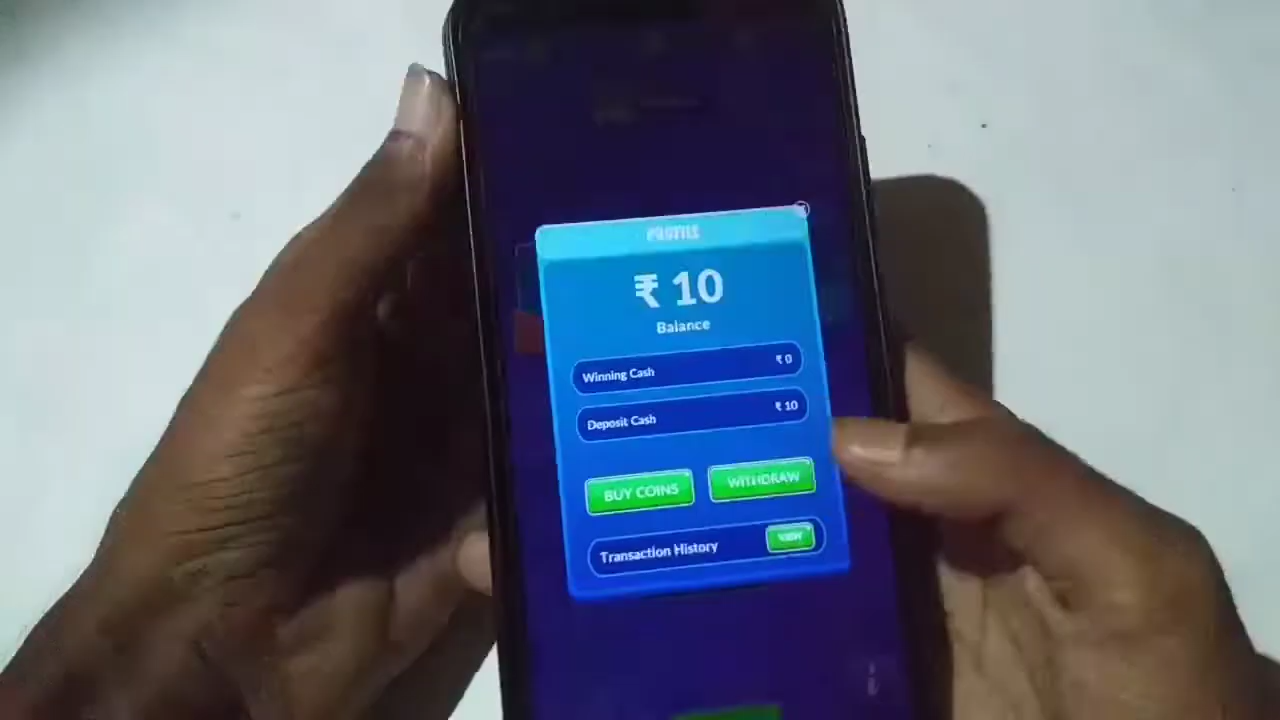 PROFILE
₹ 10
Balance
Winning Cash ₹ 0
Deposit Cash ₹ 10
BUY COINS WITHDRAW
Transaction History VIEW